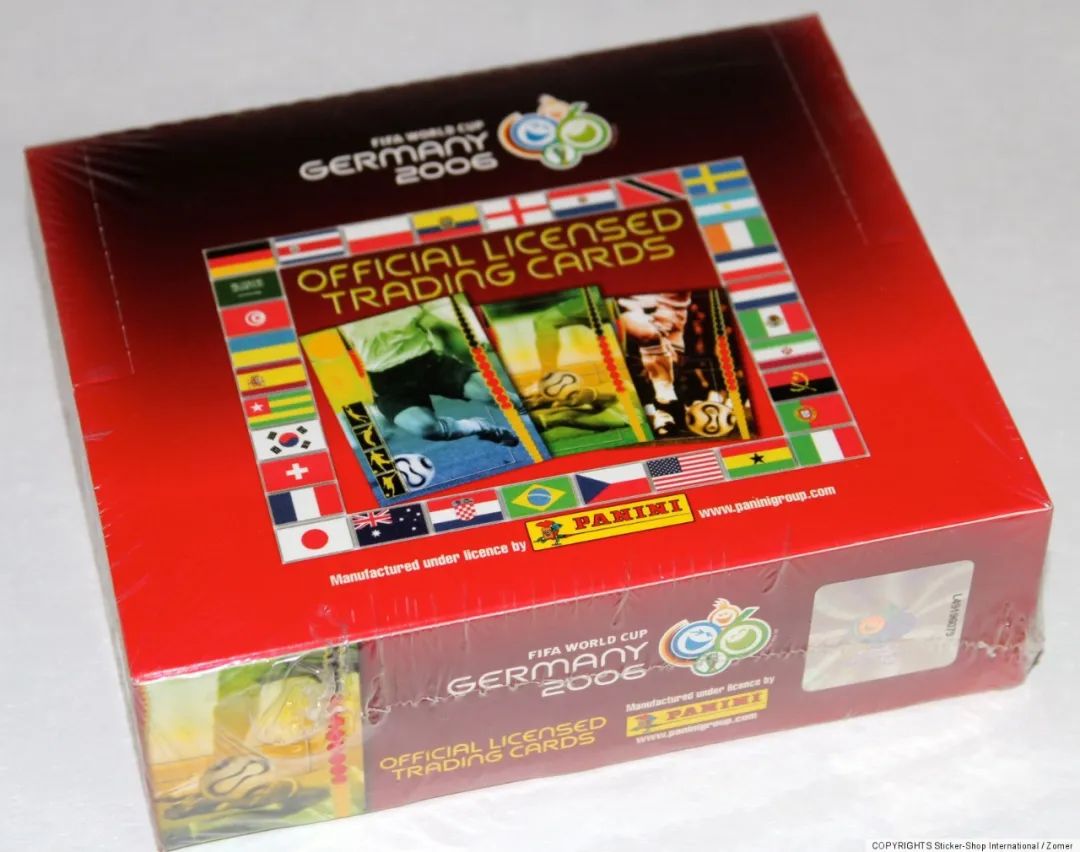 FIFA WORLD CUP
GERMANY
2006
OFFICIAL LICENSED
TRADING CARDS
Manufactured under licence by PANINI www.paninigroup.com
FIFA WORLD CUP
GERMANY
2006
OFFICIAL LICENSED
TRADING CARDS
Manufactured under licence by
PANINI
www.paninigroup.com
COPYRIGHTS Sticker-Shop International / Zomer